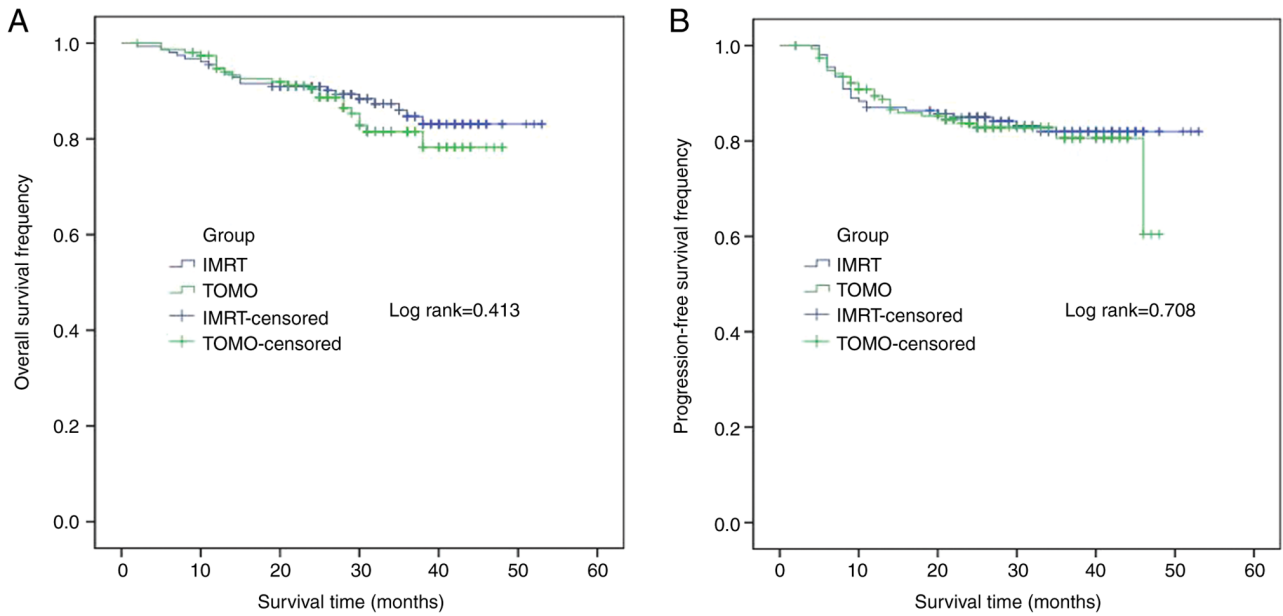 A
1.0
0.8
0.6
0.4
0.2
0.0
Overall survival frequency
Group
IMRT
TOMO
IMRT-censored
TOMO-censored
Log rank=0.413
0 10 20 30 40 50 60
Survival time (months)
B
1.0
0.8
0.6
0.4
0.2
0.0
Progression-free survival frequency
Group
IMRT
TOMO
IMRT-censored
TOMO-censored
Log rank=0.708
0 10 20 30 40 50 60
Survival time (months)